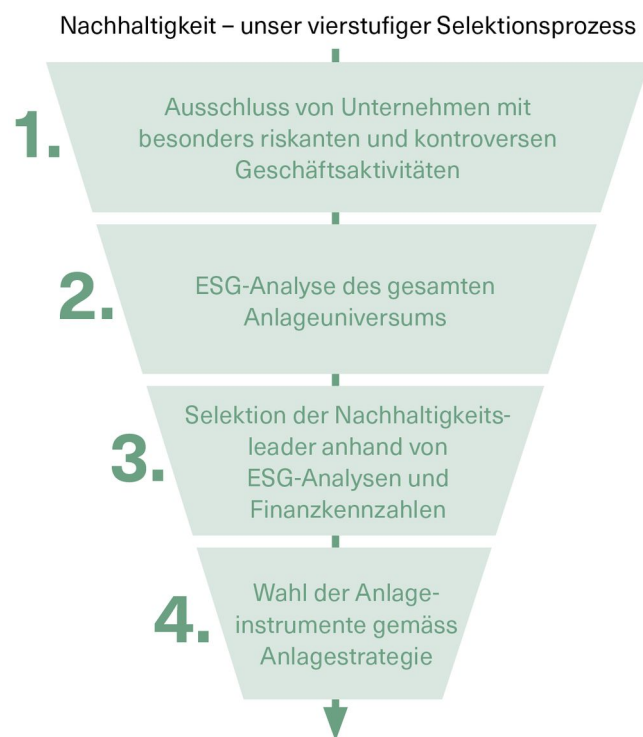 Nachhaltigkeit – unser vierstufiger Selektionsprozess
1.
Ausschluss von Unternehmen mit
besonders riskanten und kontroversen
Geschäftsaktivitäten
2.
ESG-Analyse des gesamten
Anlageuniversums
3.
Selektion der Nachhaltigkeits-
leader anhand von
ESG-Analysen und
Finanzkennzahlen
4.
Wahl der Anlage-
instrumente gemäss
Anlagestrategie